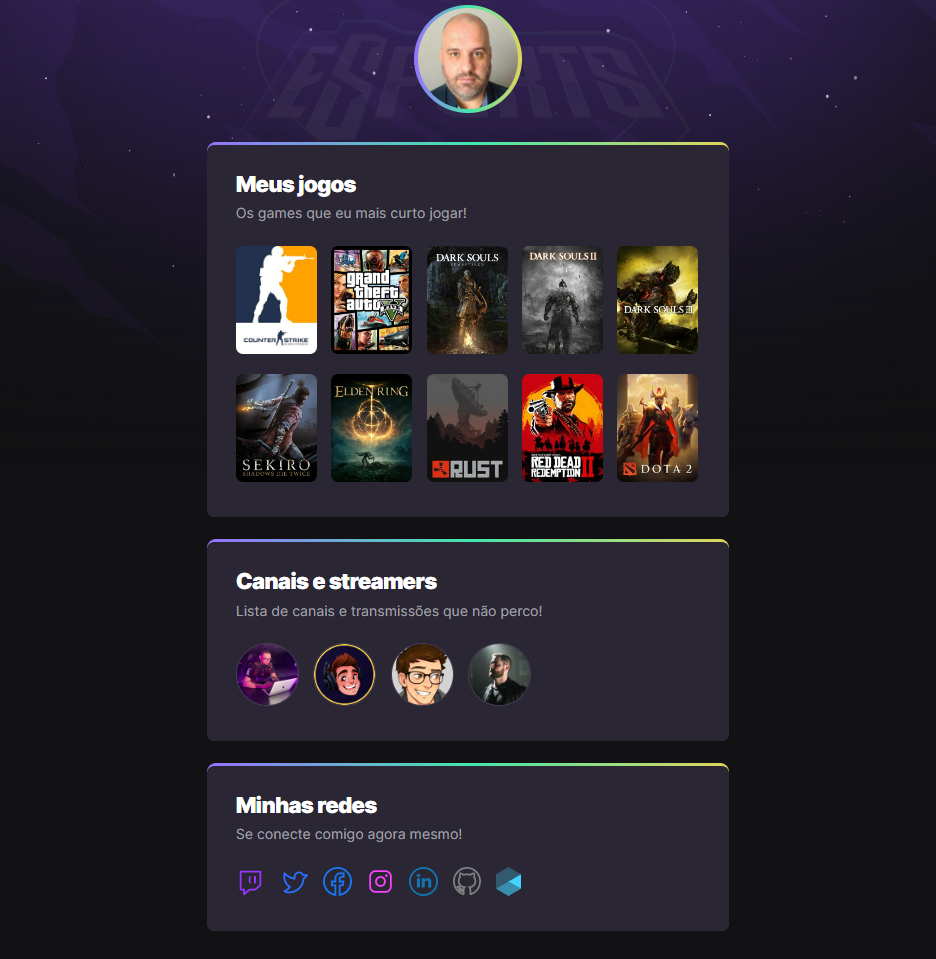 ESPORTS
Meus jogos
Os games que eu mais curto jogar!
COUNTER STRIKE
grand
theft
auto V
DARK SOULS
REMASTERED
DARK SOULS II
DARK SOULS III
SEKIRO
SHADOWS DIE TWICE
ELDEN RING
RUST
RED DEAD
REDEMPTION II
DOTA 2
Canais e streamers
Lista de canais e transmissões que não perco!
Minhas redes
Se conecte comigo agora mesmo!
in